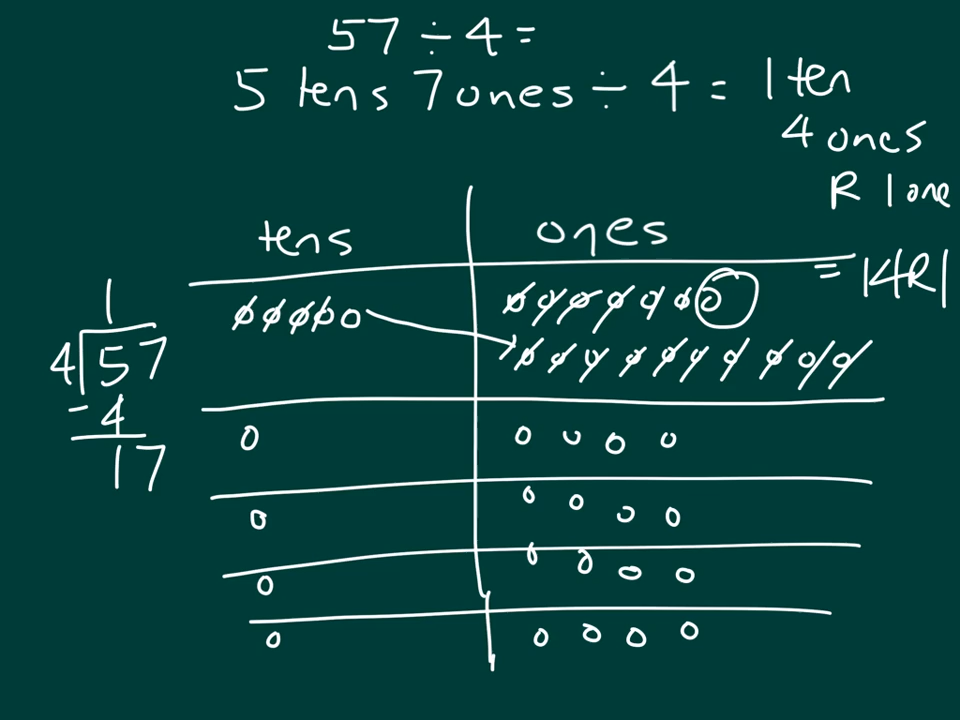 57 ÷ 4 =
5 tens 7 ones ÷ 4 = 1 ten
4 ones
R 1 one
= 14R1
tens ones
1
4 57
- 4
17